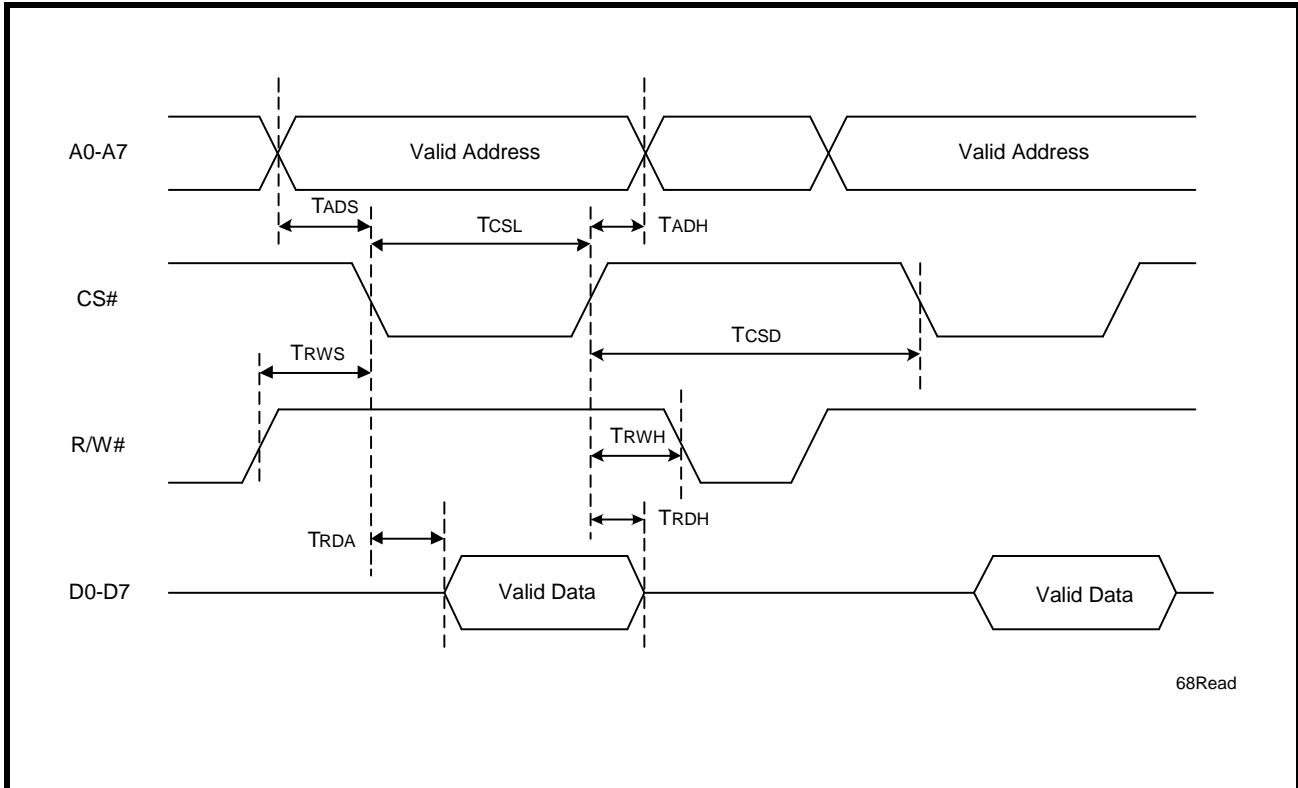 A0-A7
Valid Address
Valid Address
TADS
TCSL
TADH
CS#
TCSD
TRWS
R/W#
TRWH
TRDH
TRDA
D0-D7
Valid Data
Valid Data
68Read